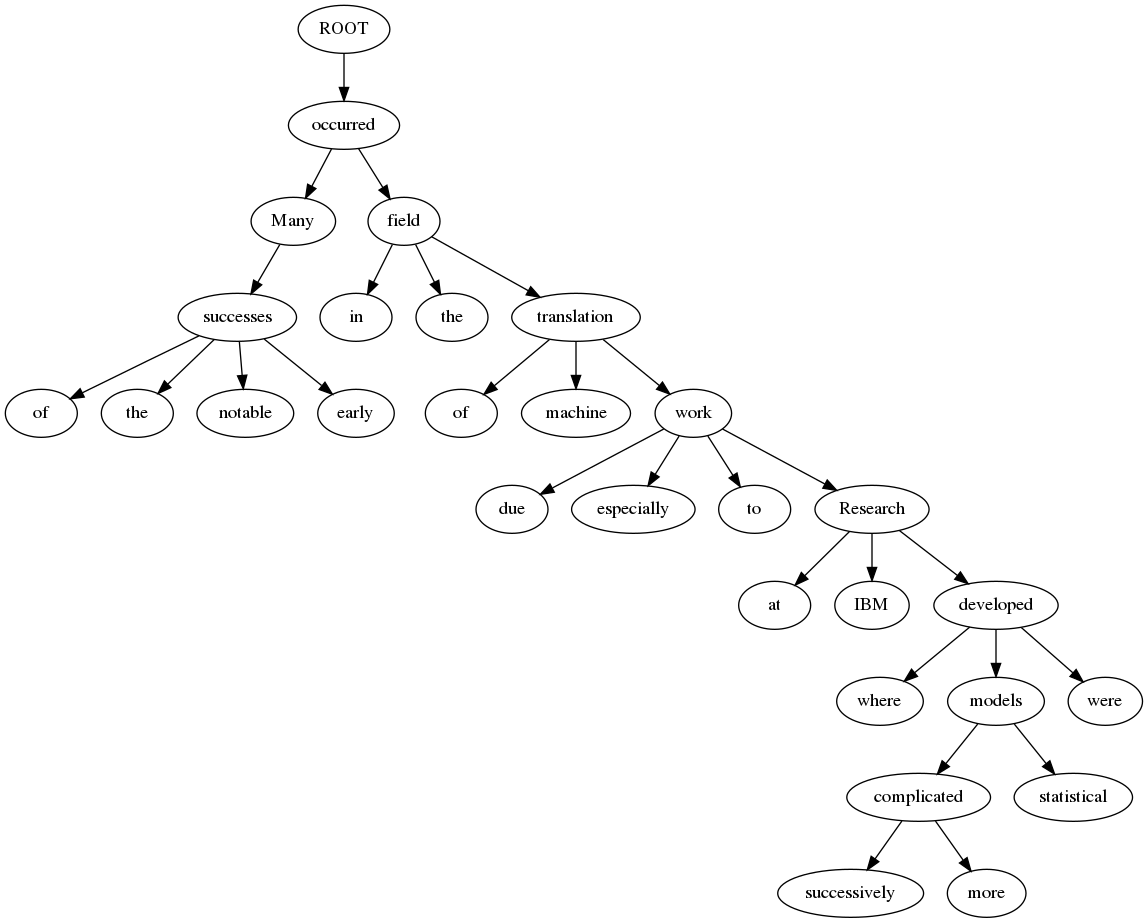 ROOT
occurred
Many field
successes in the translation
of the notable early of machine work
due especially to Research
at IBM developed
where models were
complicated statistical
successively more